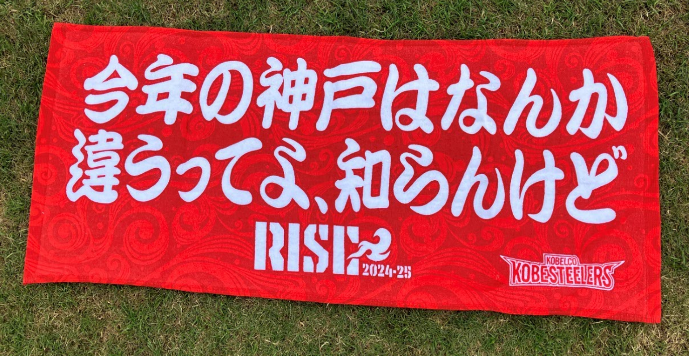 今年の神戸はなんか
違うってよ、知らんけど
RISE
2024-25
KOBELCO
KOBESTEELERS